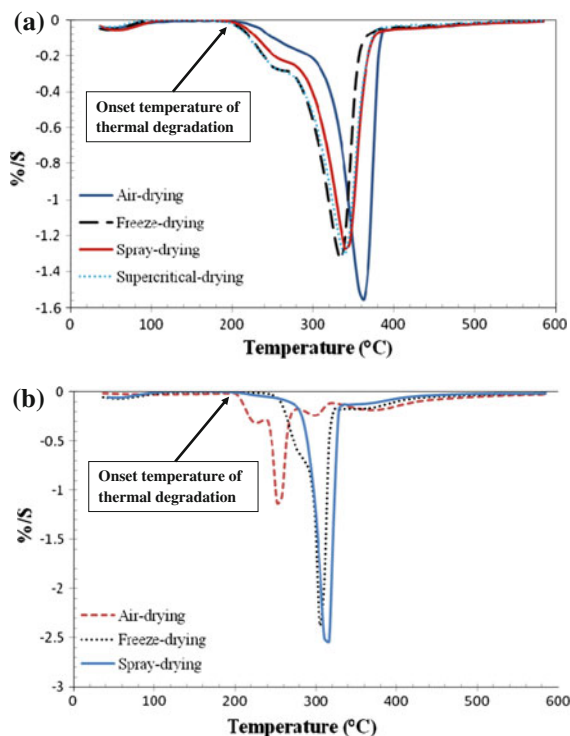 (a)
0
-0.2
-0.4
-0.6
-0.8
-1
-1.2
-1.4
-1.6
%/S
Onset temperature of
thermal degradation
Air-drying
Freeze-drying
Spray-drying
Supercritical-drying
0 100 200 300 400 500 600
Temperature (°C)
(b)
0
-0.5
-1
-1.5
-2
-2.5
-3
%/S
Onset temperature of
thermal degradation
Air-drying
Freeze-drying
Spray-drying
0 100 200 300 400 500 600
Temperature (°C)